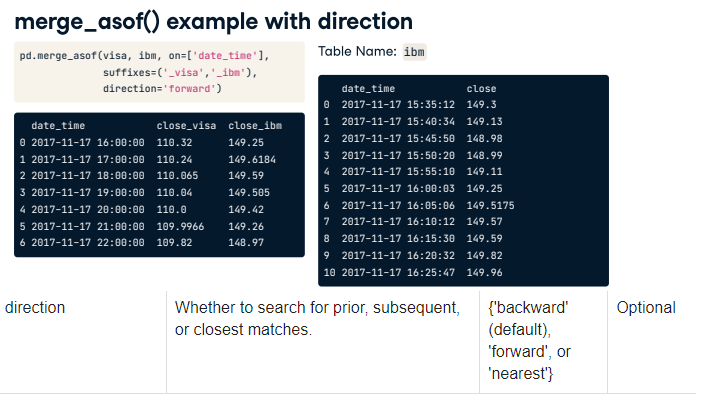 merge_asof() example with direction
pd.merge_asof(visa, ibm, on=['date_time'],
suffixes=('_visa','_ibm'),
direction='forward')
date_time close_visa close_ibm
0 2017-11-17 16:00:00 110.32 149.25
1 2017-11-17 17:00:00 110.24 149.6184
2 2017-11-17 18:00:00 110.065 149.59
3 2017-11-17 19:00:00 110.04 149.505
4 2017-11-17 20:00:00 110.0 149.42
5 2017-11-17 21:00:00 109.9966 149.26
6 2017-11-17 22:00:00 109.82 148.97
Table Name: ibm
date_time close
0 2017-11-17 15:35:12 149.3
1 2017-11-17 15:40:34 149.13
2 2017-11-17 15:45:50 148.98
3 2017-11-17 15:50:20 148.99
4 2017-11-17 15:55:10 149.11
5 2017-11-17 16:00:03 149.25
6 2017-11-17 16:05:06 149.5175
7 2017-11-17 16:10:12 149.57
8 2017-11-17 16:15:30 149.59
9 2017-11-17 16:20:32 149.82
10 2017-11-17 16:25:47 149.96
direction
Whether to search for prior, subsequent,
or closest matches.
{'backward'
(default),
'forward', or
'nearest'}
Optional